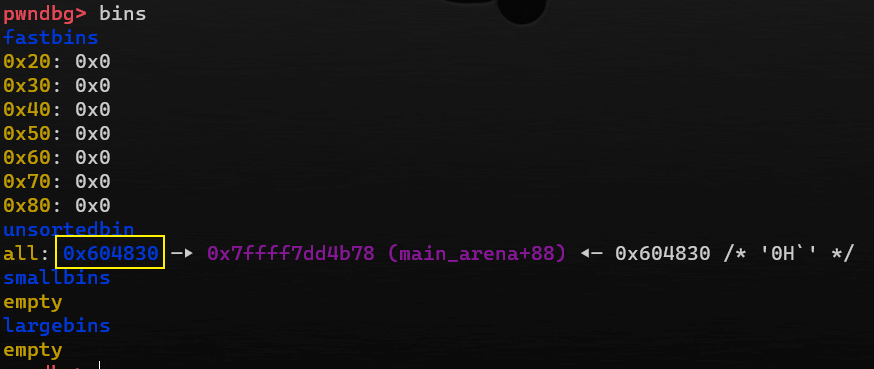 pwndbg> bins
fastbins
0x20: 0x0
0x30: 0x0
0x40: 0x0
0x50: 0x0
0x60: 0x0
0x70: 0x0
0x80: 0x0
unsortedbin
all: 0x604830 —▸ 0x7ffff7dd4b78 (main_arena+88) ◂— 0x604830 /* '0H`' */
smallbins
empty
largebins
empty